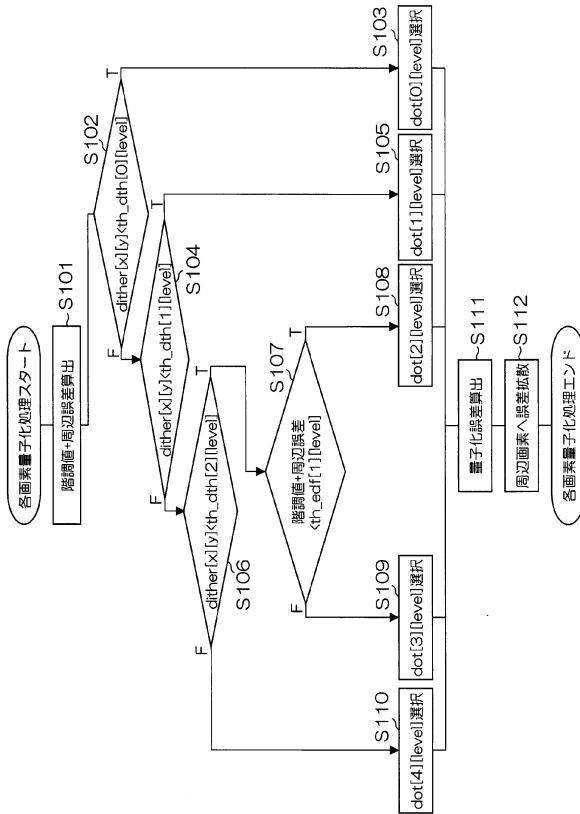 各画素量子化処理スタート
S101
階調値+周辺誤差算出
S102
dither[x][y]<th_dth[0][level]
T
F
S103
dot[0][level]選択
S104
dither[x][y]<th_dth[1][level]
T
F
S105
dot[1][level]選択
S106
dither[x][y]<th_dth[2][level]
T
F
S107
階調値+周辺誤差
<th_edf[1][level]
T
F
S108
dot[2][level]選択
S109
dot[3][level]選択
S110
dot[4][level]選択
S111
量子化誤差算出
S112
周辺画素へ誤差拡散
各画素量子化処理エンド